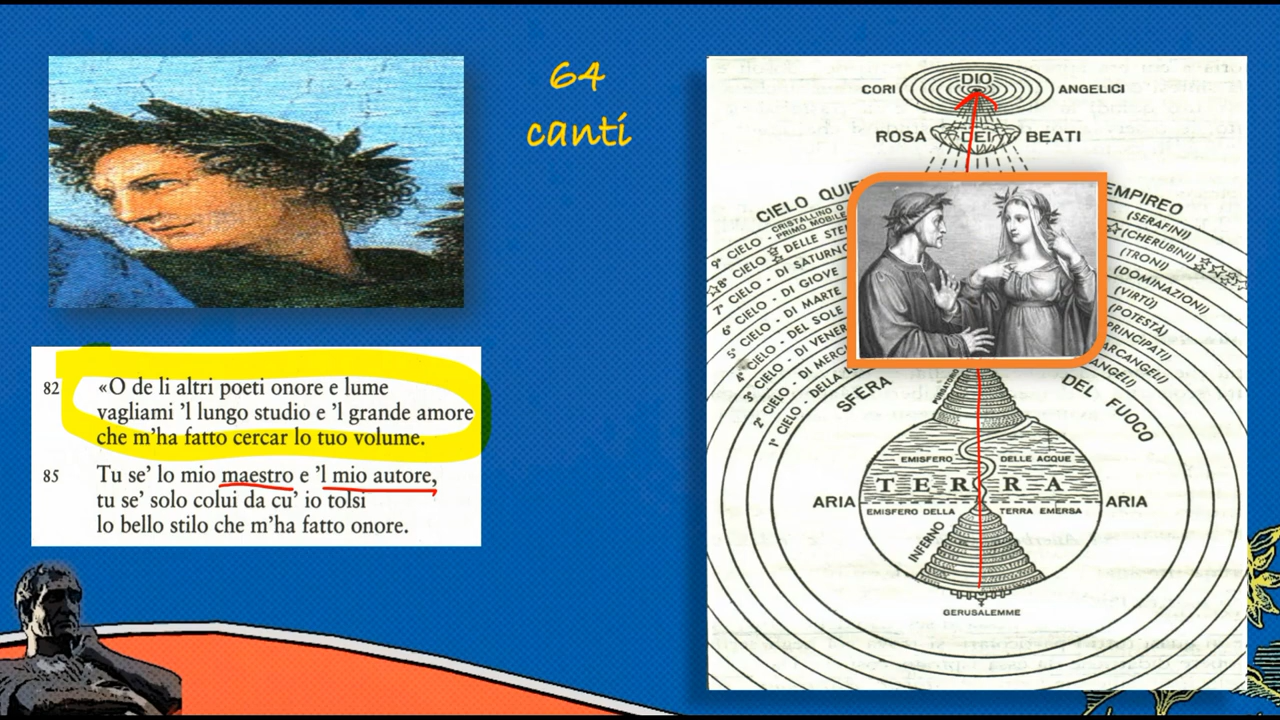 64
canti
82 «O de li altri poeti onore e lume
vagliami 'l lungo studio e 'l grande amore
che m'ha fatto cercar lo tuo volume.
85 Tu se' lo mio maestro e 'l mio autore,
tu se' solo colui da cu' io tolsi
lo bello stilo che m'ha fatto onore.
CORI DIO ANGELICI
ROSA DEI BEATI
CIELO EMPIREO
9° CIELO - CRISTALLINO O
PRIMO MOBILE
8° CIELO DELLE
7° CIELO - DI SATURNO
6° CIELO - DI GIOVE
5° CIELO - DI MARTE
4° CIELO - DEL SOLE
3° CIELO - DI
2° CIELO - DI
1° CIELO - DELLA
(SERAFINI)
(CHERUBINI)
(TRONI)
(DOMINAZIONI)
(VIRTÙ)
(POTESTÀ)
PRINCIPATI)
ARCANGELI)
ANGELI)
SFERA DEL FUOCO
EMISFERO DELLE ACQUE
TERRA
ARIA ARIA
EMISFERO DELLA TERRA EMERSA
INFERNO
GERUSALEMME